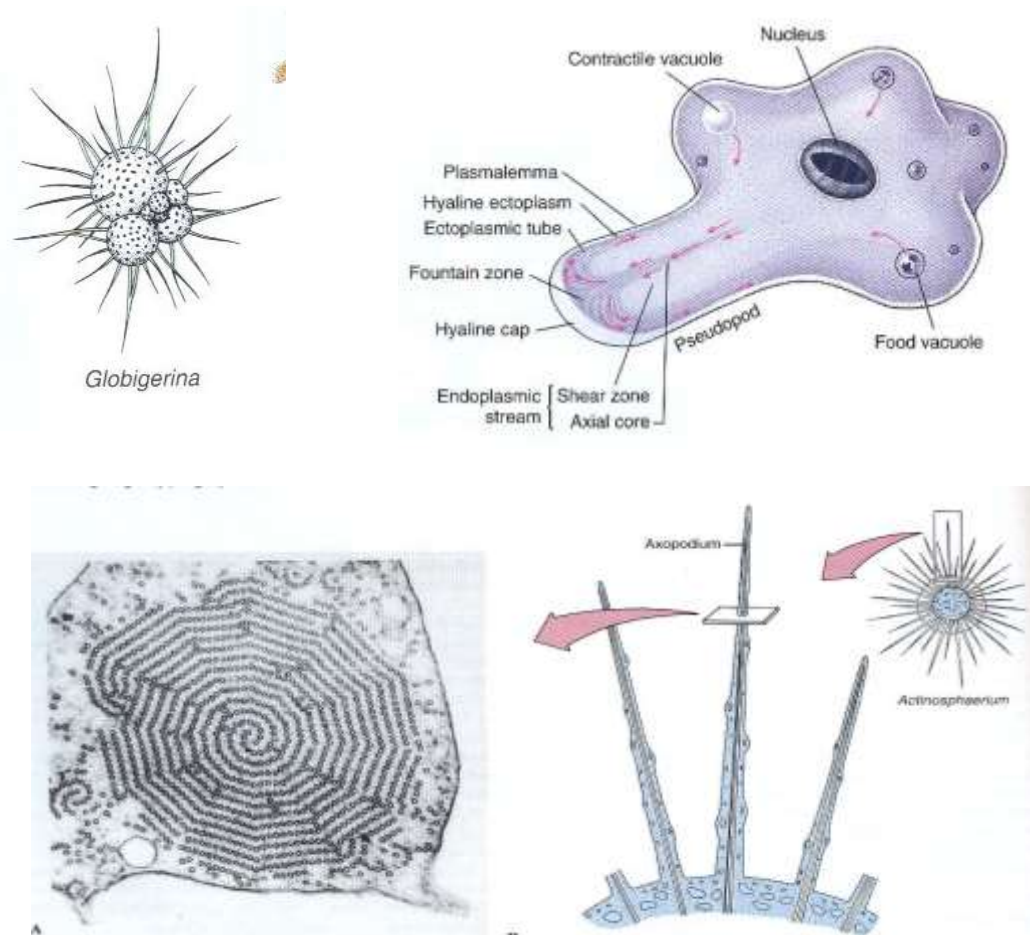 Globigerina
Nucleus
Contractile vacuole
Plasmalemma
Hyaline ectoplasm
Ectoplasmic tube
Fountain zone
Hyaline cap
Pseudopod
Food vacuole
Endoplasmic stream
Shear zone
Axial core
Axopodium
Actinosphaerium
A